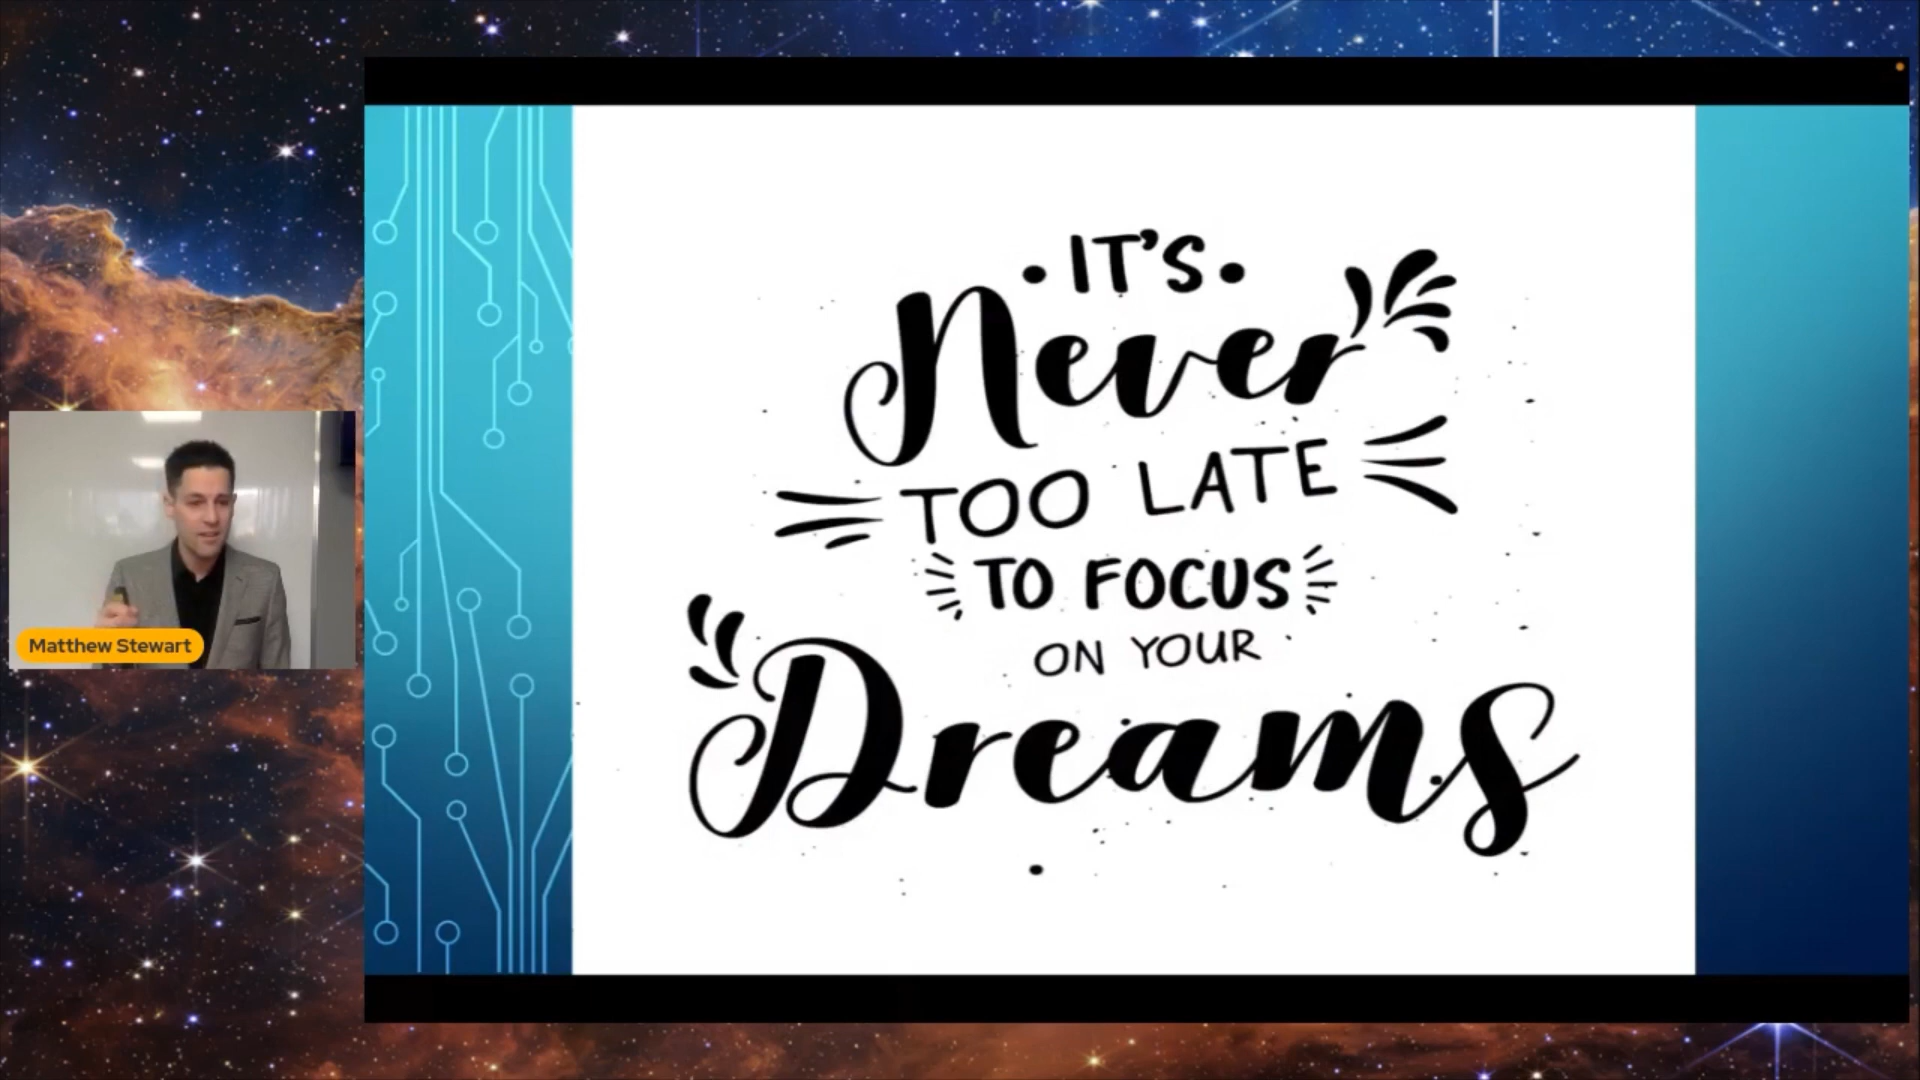 • IT'S •
Never
TOO LATE
TO FOCUS
ON YOUR
Dreams
Matthew Stewart